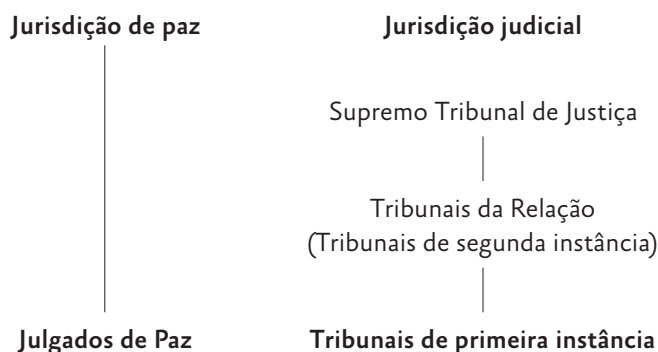 Jurisdição de paz
Jurisdição judicial
Supremo Tribunal de Justiça
Tribunais da Relação
(Tribunais de segunda instância)
Julgados de Paz
Tribunais de primeira instância